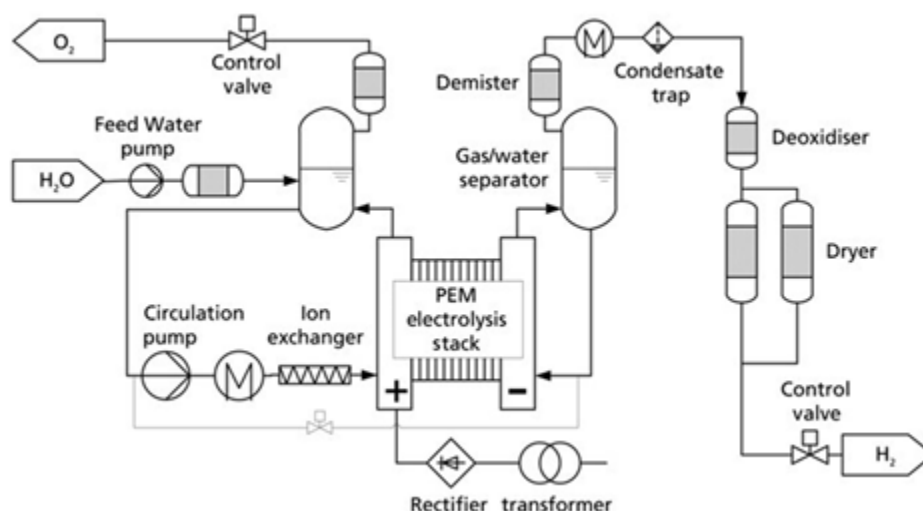 O₂
Control
valve
Demister
M
Condensate
trap
Feed Water
pump
Gas/water
separator
Deoxidiser
H₂O
Dryer
PEM
electrolysis
stack
Circulation
pump
Ion
exchanger
M
+
−
Control
valve
H₂
Rectifier
transformer